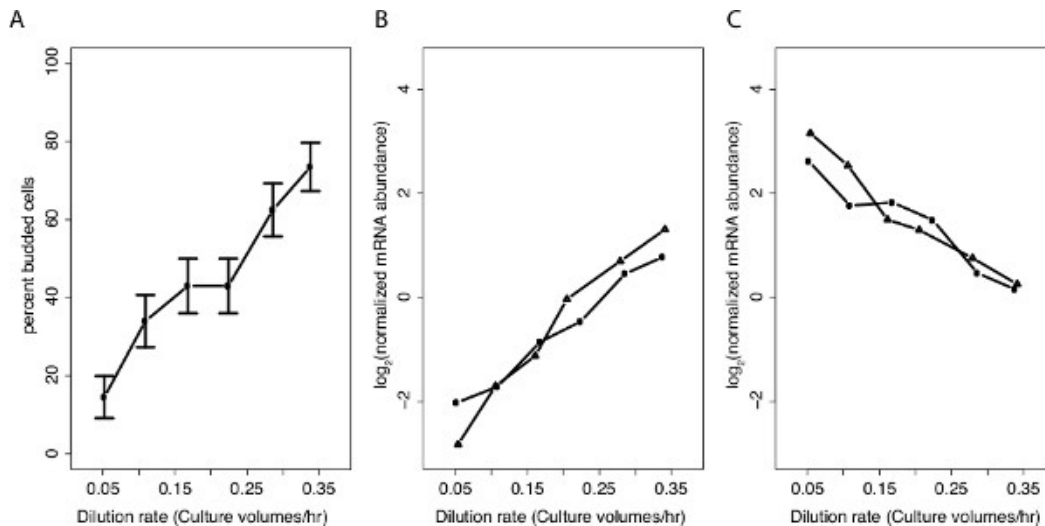 A
B
C
percent budded cells
100
80
60
40
20
0
0.05
0.15
0.25
0.35
Dilution rate (Culture volumes/hr)
log₂(normalized mRNA abundance)
4
2
0
−2
0.05
0.15
0.25
0.35
Dilution rate (Culture volumes/hr)
log₂(normalized mRNA abundance)
4
2
0
−2
0.05
0.15
0.25
0.35
Dilution rate (Culture volumes/hr)